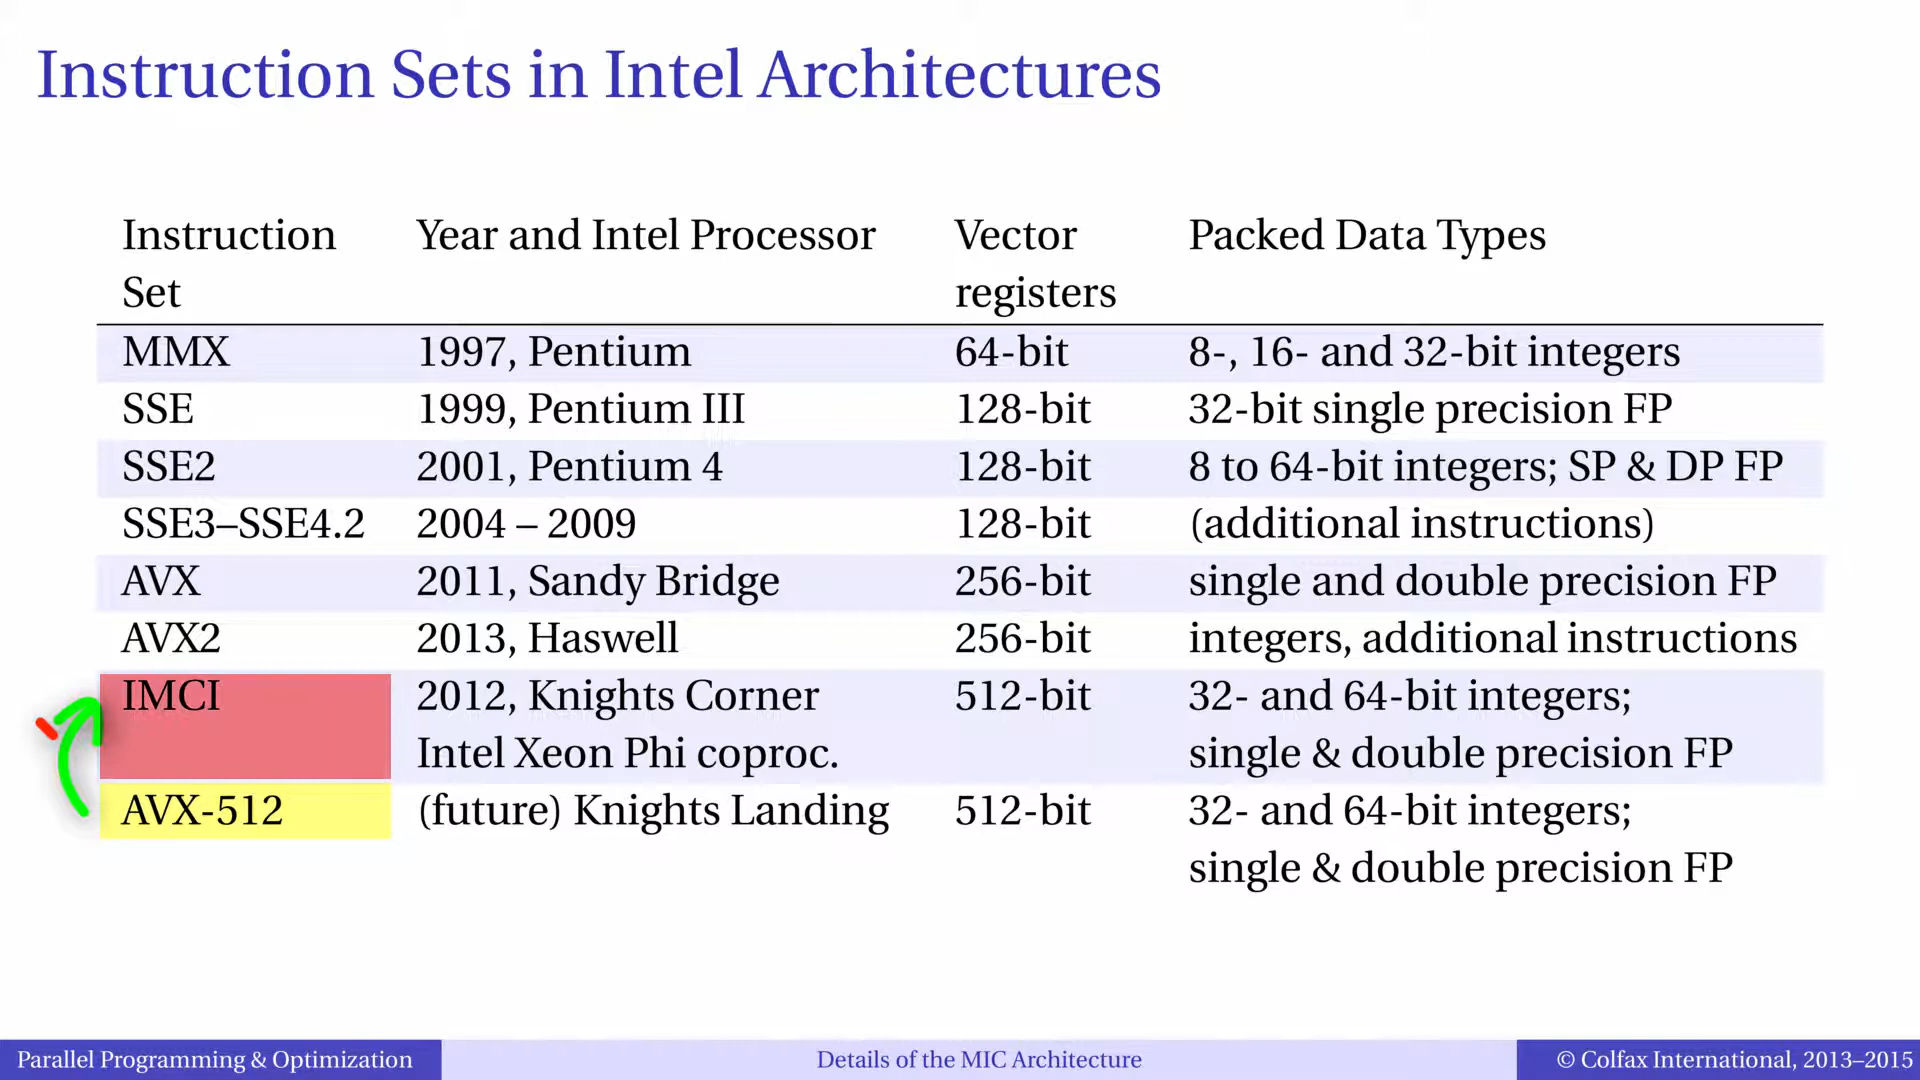 Instruction Sets in Intel Architectures
Instruction Set Year and Intel Processor Vector registers Packed Data Types
MMX 1997, Pentium 64-bit 8-, 16- and 32-bit integers
SSE 1999, Pentium III 128-bit 32-bit single precision FP
SSE2 2001, Pentium 4 128-bit 8 to 64-bit integers; SP & DP FP
SSE3–SSE4.2 2004 – 2009 128-bit (additional instructions)
AVX 2011, Sandy Bridge 256-bit single and double precision FP
AVX2 2013, Haswell 256-bit integers, additional instructions
IMCI 2012, Knights Corner 512-bit 32- and 64-bit integers;
Intel Xeon Phi coproc. single & double precision FP
AVX-512 (future) Knights Landing 512-bit 32- and 64-bit integers;
single & double precision FP
Parallel Programming & Optimization Details of the MIC Architecture © Colfax International, 2013–2015